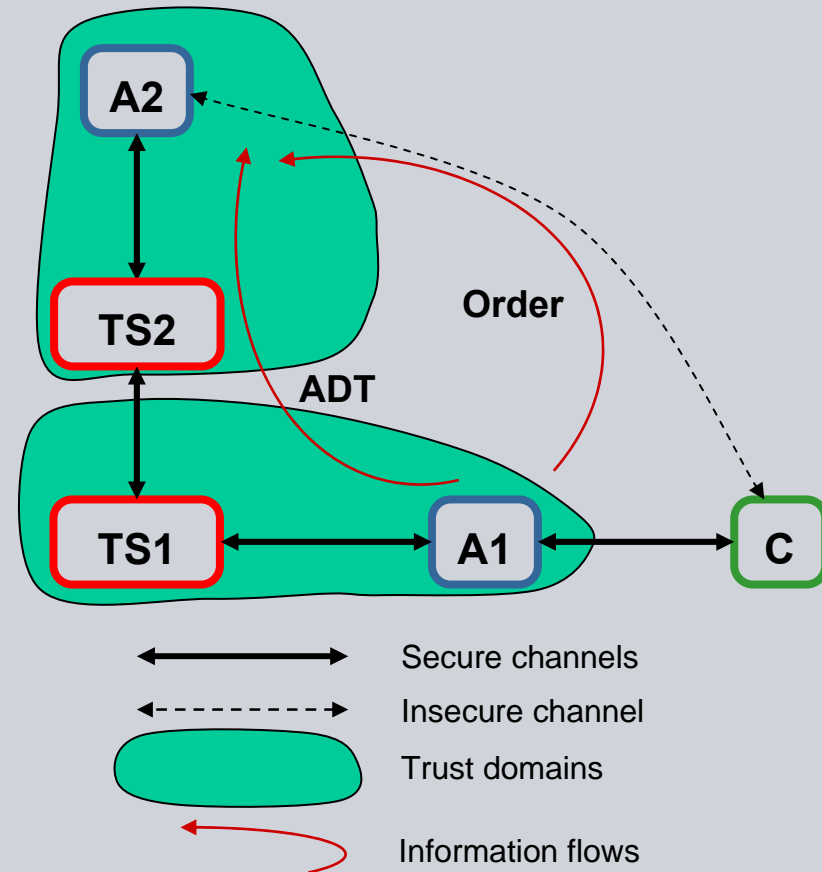 A2
TS2
Order
ADT
TS1
A1
C
Secure channels
Insecure channel
Trust domains
Information flows